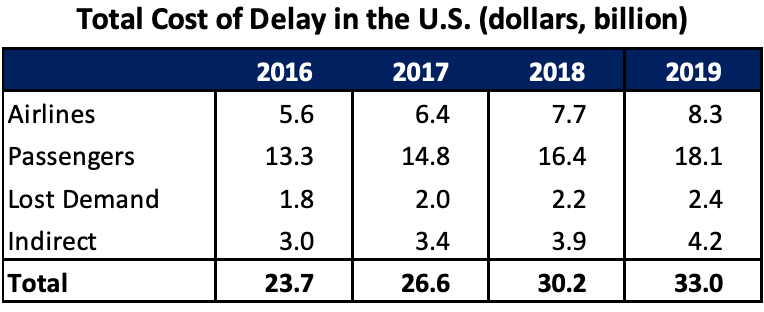 Total Cost of Delay in the U.S. (dollars, billion)
2016 2017 2018 2019
Airlines 5.6 6.4 7.7 8.3
Passengers 13.3 14.8 16.4 18.1
Lost Demand 1.8 2.0 2.2 2.4
Indirect 3.0 3.4 3.9 4.2
Total 23.7 26.6 30.2 33.0